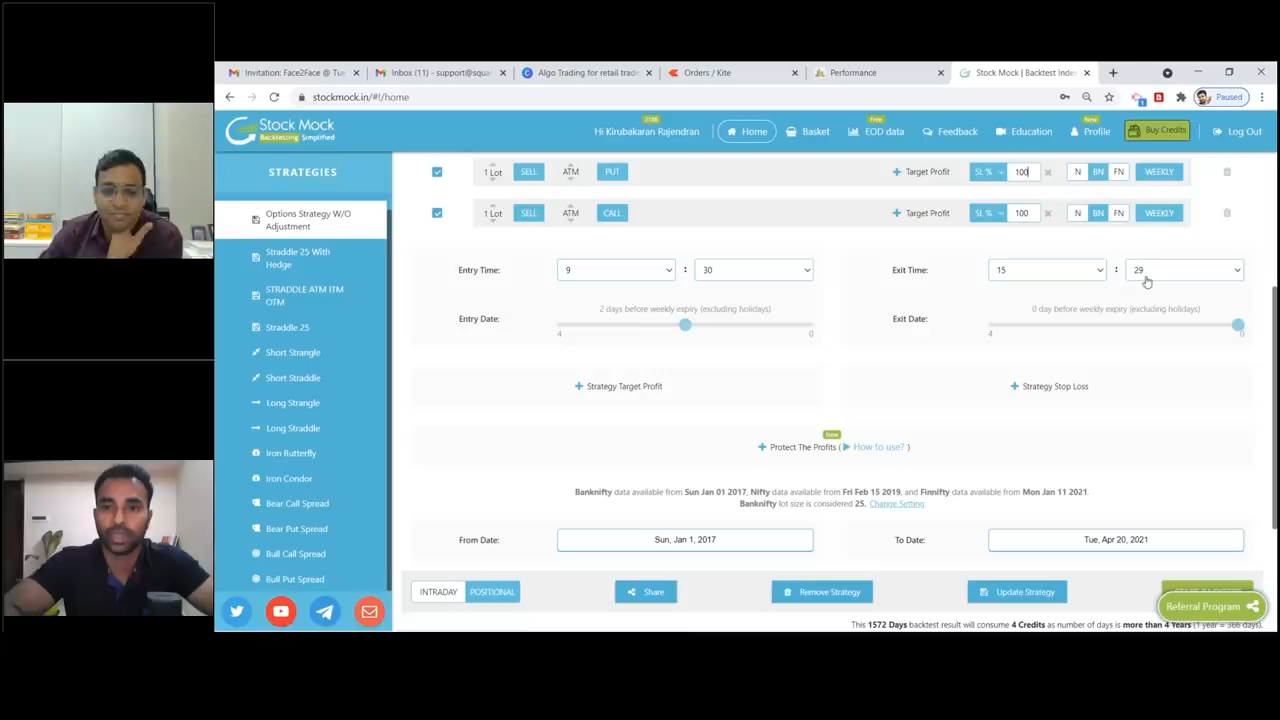 Invitation: Face2Face @ Tue
Inbox (41) - support@squar
Algo Trading for retail trade
Orders / Kite
Performance
Stock Mock | Backtest Index
stockmock.in/#!/home
Paused
Stock Mock
Backtesting Simplified
2188
Hi Kirubakaran Rajendran
Home
Basket
Free
EOD data
Feedback
Education
New
Profile
Buy Credits
Log Out
STRATEGIES
Options Strategy W/O
Adjustment
Straddle 25 With
Hedge
STRADDLE ATM ITM
OTM
Straddle 25
Short Strangle
Short Straddle
Long Strangle
Long Straddle
Iron Butterfly
Iron Condor
Bear Call Spread
Bear Put Spread
Bull Call Spread
Bull Put Spread
1 Lot SELL ATM PUT + Target Profit SL % 100 N BN FN WEEKLY
1 Lot SELL ATM CALL + Target Profit SL % 100 N BN FN WEEKLY
Entry Time: 9 : 30
Exit Time: 15 : 29
2 days before weekly expiry (excluding holidays)
Entry Date:
4 0
0 day before weekly expiry (excluding holidays)
Exit Date:
4 0
+ Strategy Target Profit
+ Strategy Stop Loss
New
+ Protect The Profits ( How to use? )
Banknifty data available from Sun Jan 01 2017, Nifty data available from Fri Feb 15 2019, and Finnifty data available from Mon Jan 11 2021.
Banknifty lot size is considered 25. Change Setting
From Date: Sun, Jan 1, 2017
To Date: Tue, Apr 20, 2021
INTRADAY POSITIONAL
Share
Remove Strategy
Update Strategy
Referral Program
This 1572 Days backtest result will consume 4 Credits as number of days is more than 4 Years (1 year = 366 days).